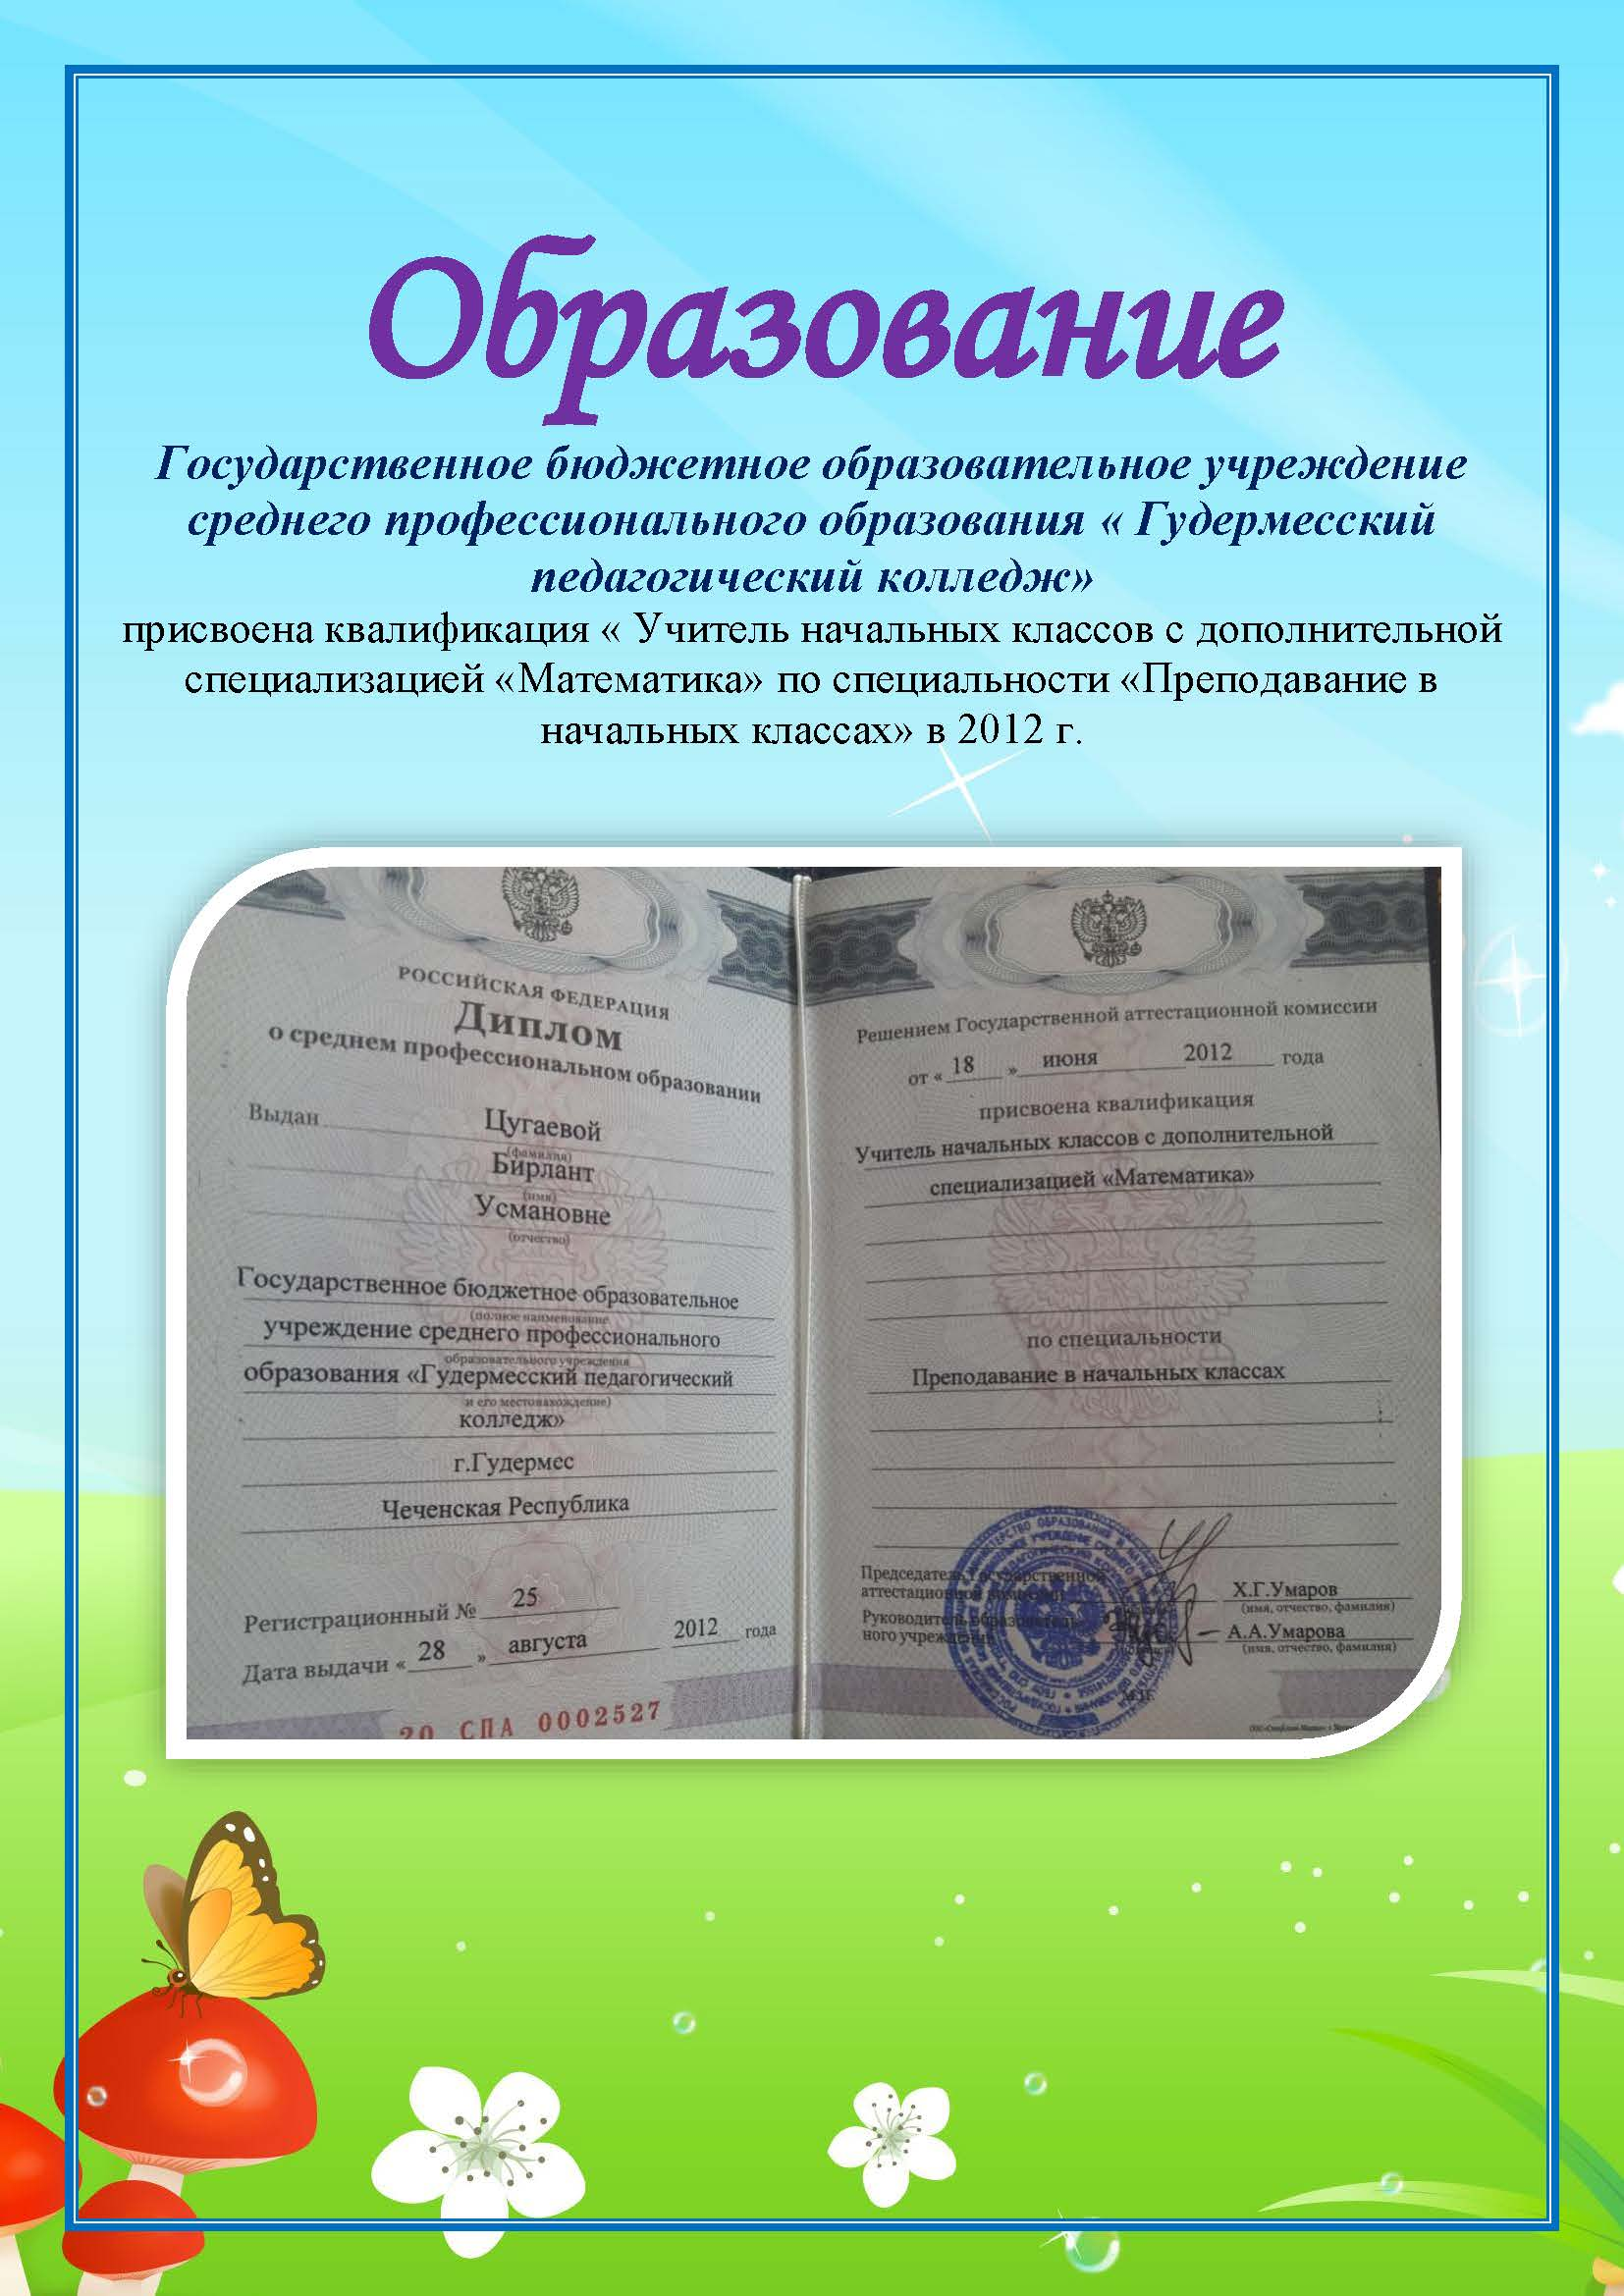 Образование
Государственное бюджетное образовательное учреждение
среднего профессионального образования « Гудермесский
педагогический колледж»
присвоена квалификация « Учитель начальных классов с дополнительной
специализацией «Математика» по специальности «Преподавание в
начальных классах» в 2012 г.
РОССИЙСКАЯ ФЕДЕРАЦИЯ
Диплом
о среднем профессиональном образовании
Выдан Цугаевой
(фамилия)
Бирлант
(имя)
Усмановне
(отчество)
Государственное бюджетное образовательное
(полное наименование
учреждение среднего профессионального
образовательного учреждения
образования «Гудермесский педагогический
и его местонахождение)
колледж»
г.Гудермес
Чеченская Республика
Регистрационный № 25
Дата выдачи « 28 » августа 2012 года
20 СПА 0002527
Решением Государственной аттестационной комиссии
от « 18 » июня 2012 года
присвоена квалификация
Учитель начальных классов с дополнительной
специализацией «Математика»
по специальности
Преподавание в начальных классах
Председатель Государственной
аттестационной комиссии Х.Г.Умаров
(имя, отчество, фамилия)
Руководитель образователь-
ного учреждения А.А.Умарова
(имя, отчество, фамилия)
М.П.